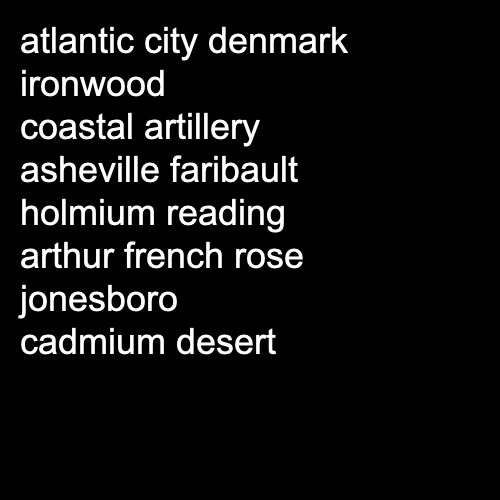 atlantic city denmark
ironwood
coastal artillery
asheville faribault
holmium reading
arthur french rose
jonesboro
cadmium desert